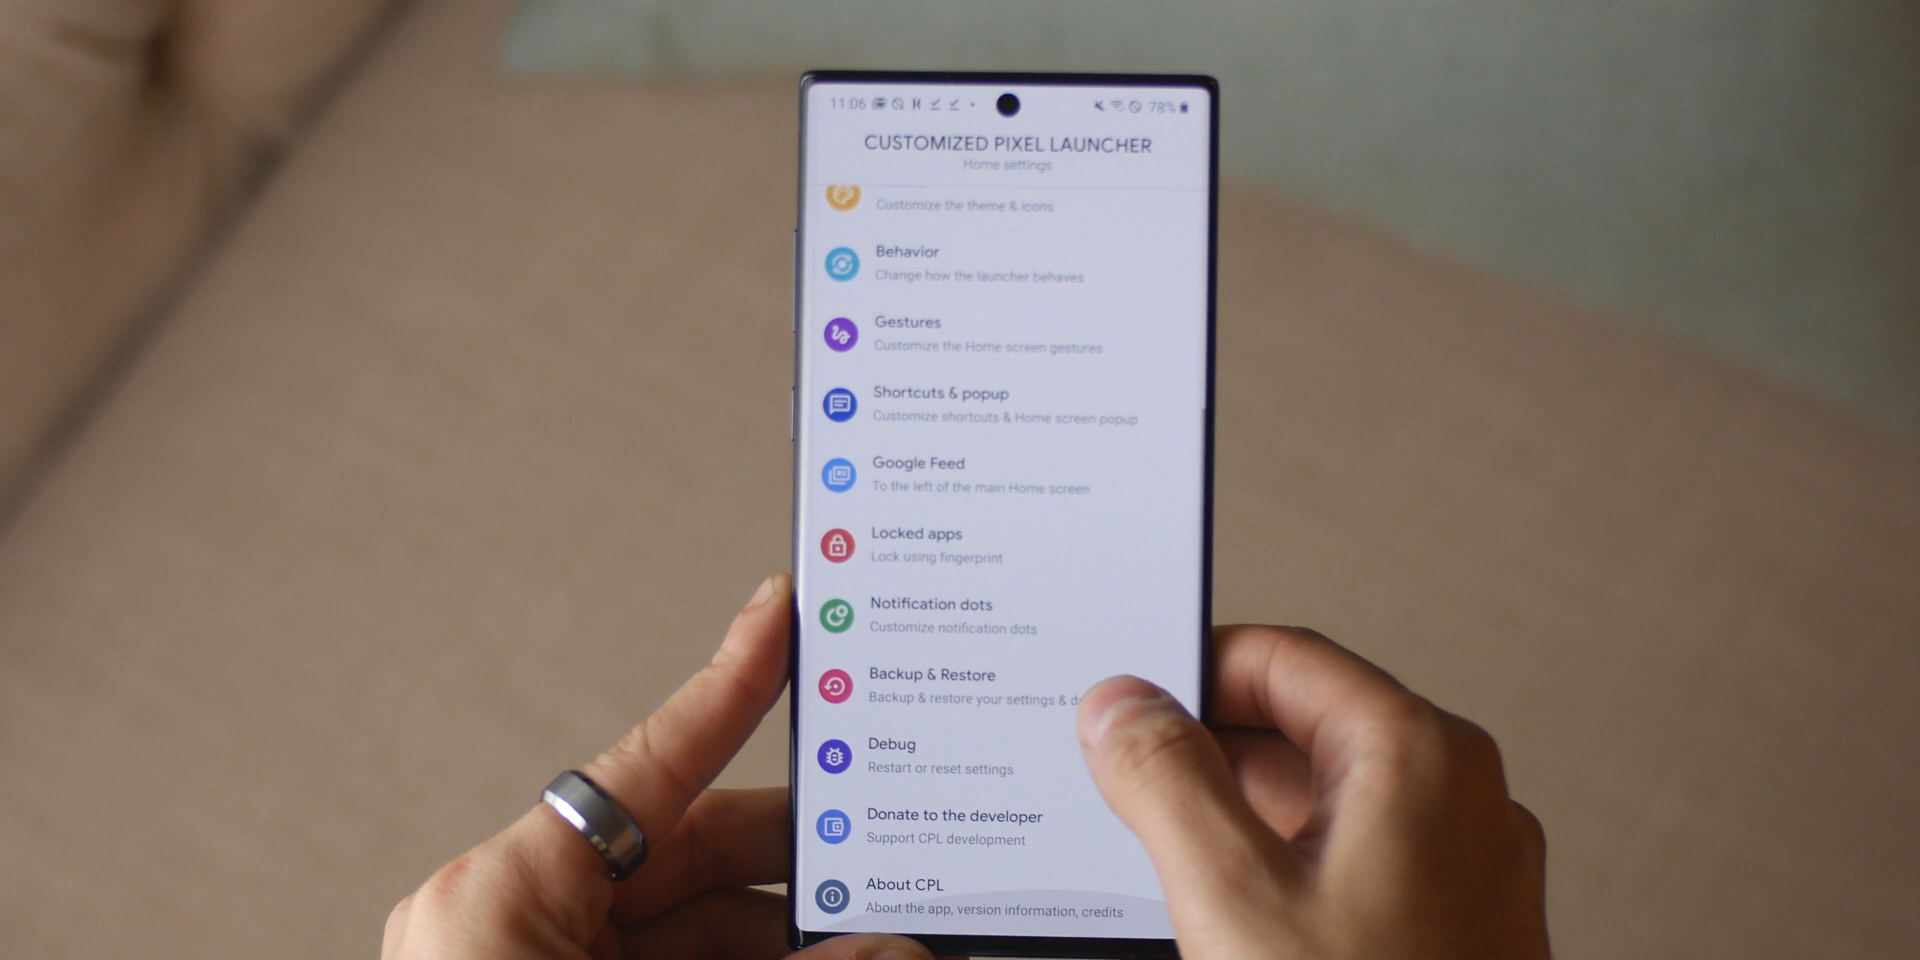 11:06
78%
CUSTOMIZED PIXEL LAUNCHER
Home settings
Customize the theme & icons
Behavior
Change how the launcher behaves
Gestures
Customize the Home screen gestures
Shortcuts & popup
Customize shortcuts & Home screen popup
Google Feed
To the left of the main Home screen
Locked apps
Lock using fingerprint
Notification dots
Customize notification dots
Backup & Restore
Backup & restore your settings &
Debug
Restart or reset settings
Donate to the developer
Support CPL development
About CPL
About the app, version information, credits